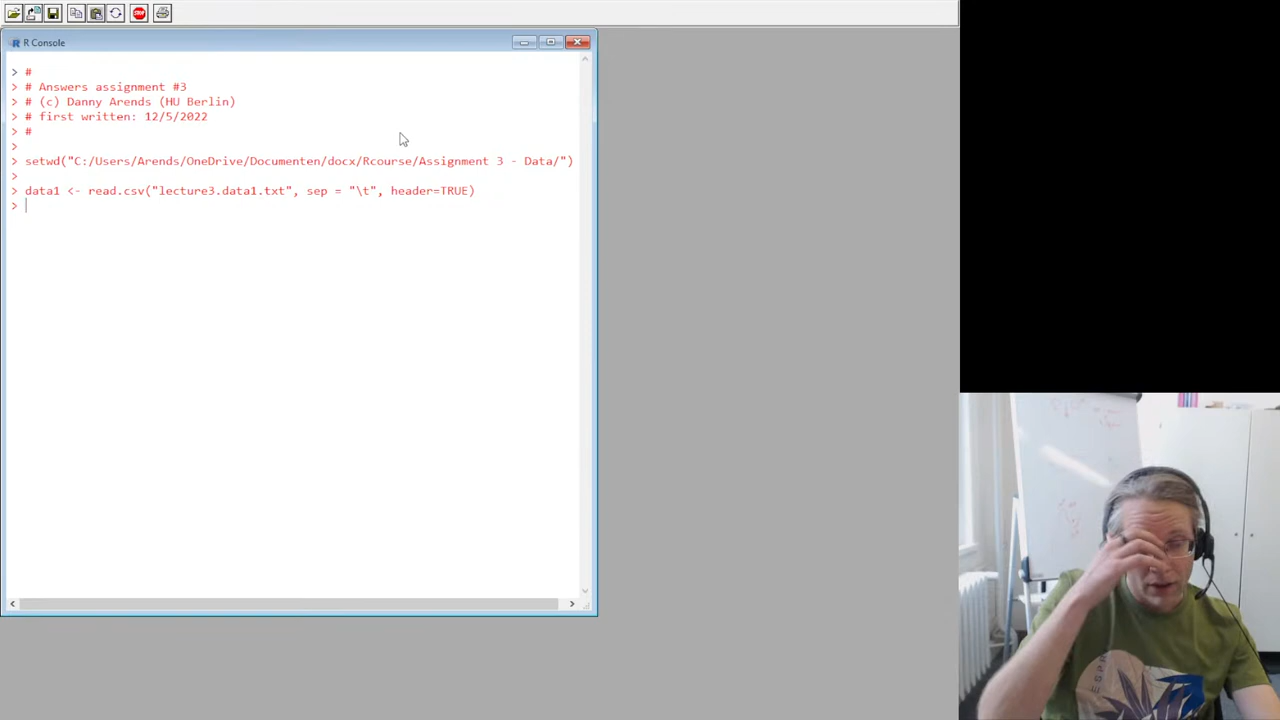 STOP
R Console
> #
> # Answers assignment #3
> # (c) Danny Arends (HU Berlin)
> # first written: 12/5/2022
> #
>
> setwd("C:/Users/Arends/OneDrive/Documenten/docx/Rcourse/Assignment 3 - Data/")
>
> data1 <- read.csv("lecture3.data1.txt", sep = "\t", header=TRUE)
>